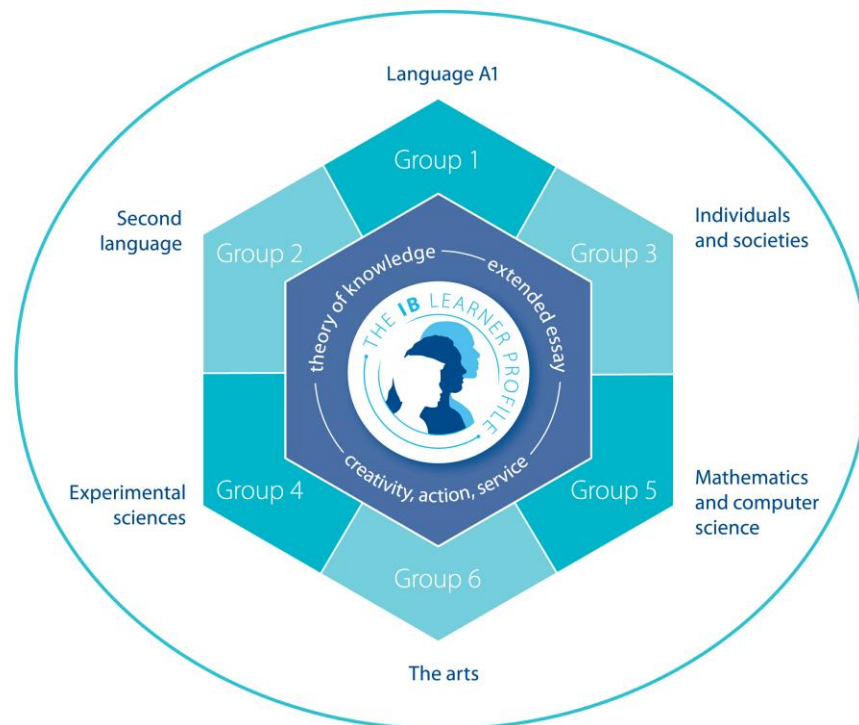 Language A1
Group 1
Second
language
Group 2
Individuals
and societies
Group 3
theory of knowledge
extended essay
THE IB LEARNER PROFILE
creativity, action, service
Experimental
sciences
Group 4
Mathematics
and computer
science
Group 5
Group 6
The arts